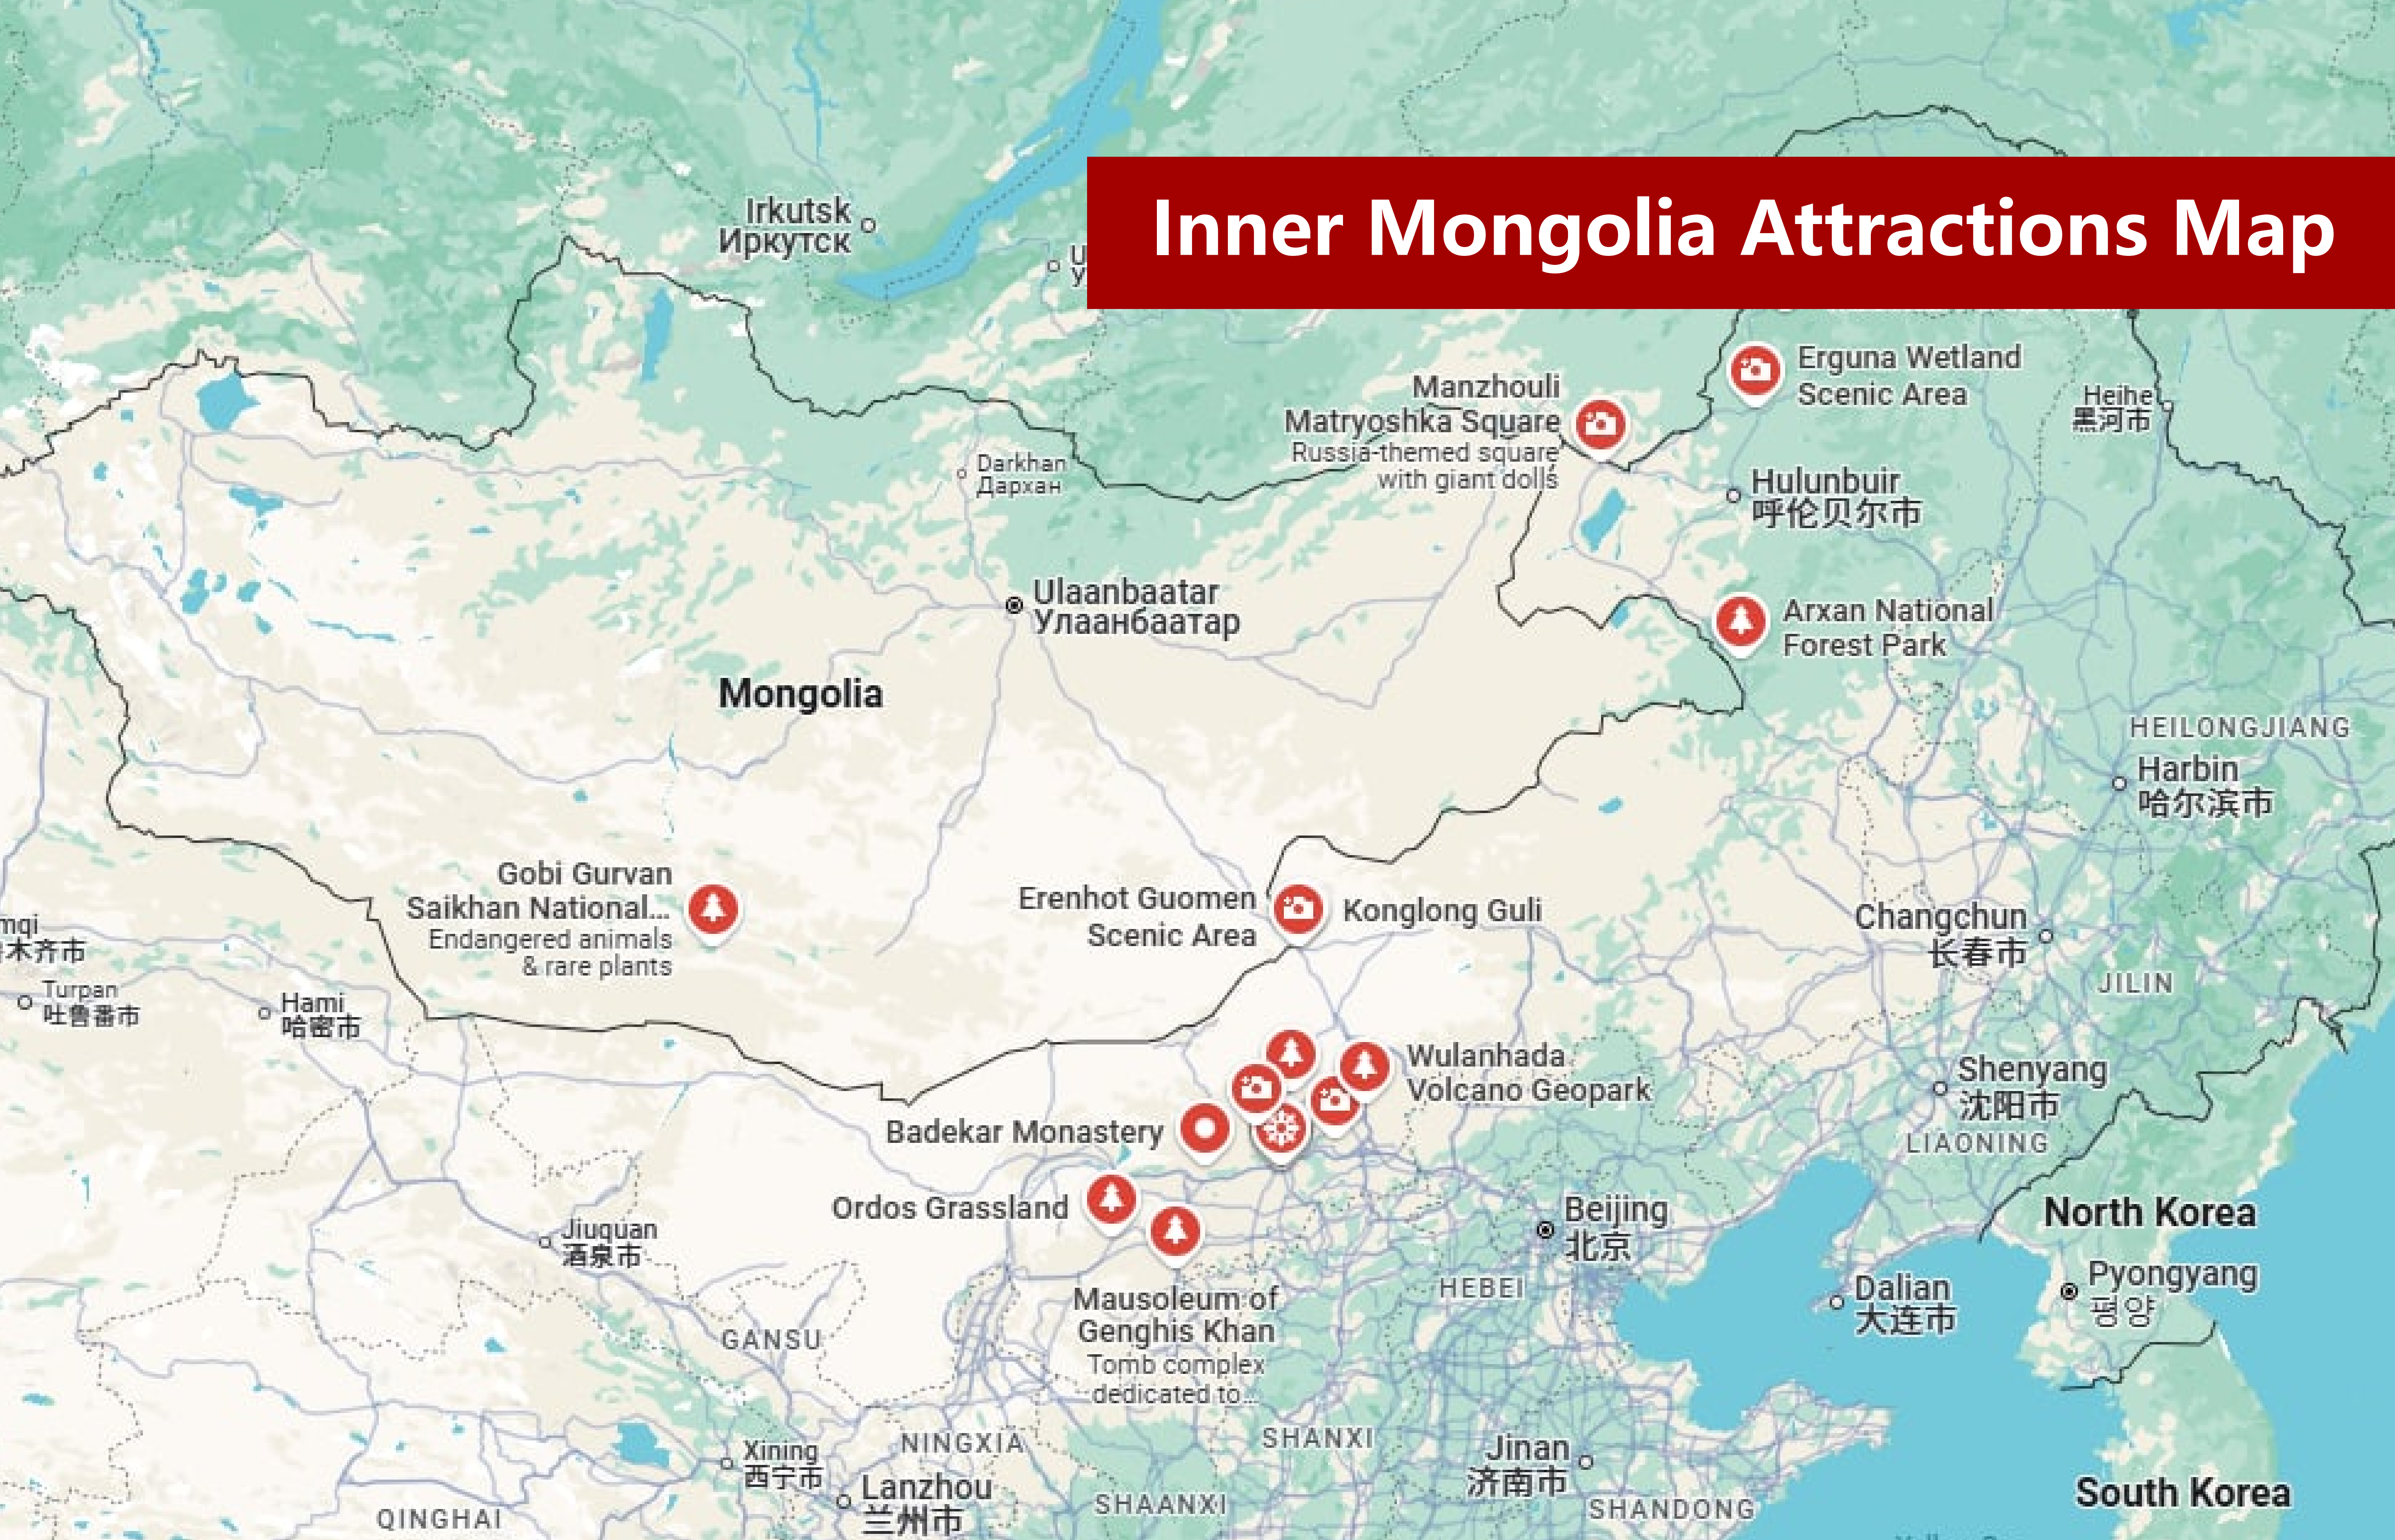 Inner Mongolia Attractions Map
Irkutsk
Иркутск
Erguna Wetland
Scenic Area
Manzhouli
Matryoshka Square
Russia-themed square
with giant dolls
Heihe
黑河市
Darkhan
Дархан
Hulunbuir
呼伦贝尔市
Ulaanbaatar
Улаанбаатар
Arxan National
Forest Park
Mongolia
HEILONGJIANG
Harbin
哈尔滨市
Gobi Gurvan
Saikhan National...
Endangered animals
& rare plants
Erenhot Guomen
Scenic Area
Konglong Guli
Changchun
长春市
JILIN
mqi
木齐市
Turpan
吐鲁番市
Hami
哈密市
Wulanhada
Volcano Geopark
Shenyang
沈阳市
LIAONING
Badekar Monastery
Ordos Grassland
Jiuquan
酒泉市
Beijing
北京
North Korea
Pyongyang
평양
Dalian
大连市
HEBEI
Mausoleum of
Genghis Khan
Tomb complex
dedicated to...
GANSU
NINGXIA
SHANXI
Xining
西宁市
Lanzhou
兰州市
Jinan
济南市
SHAANXI
SHANDONG
South Korea
QINGHAI